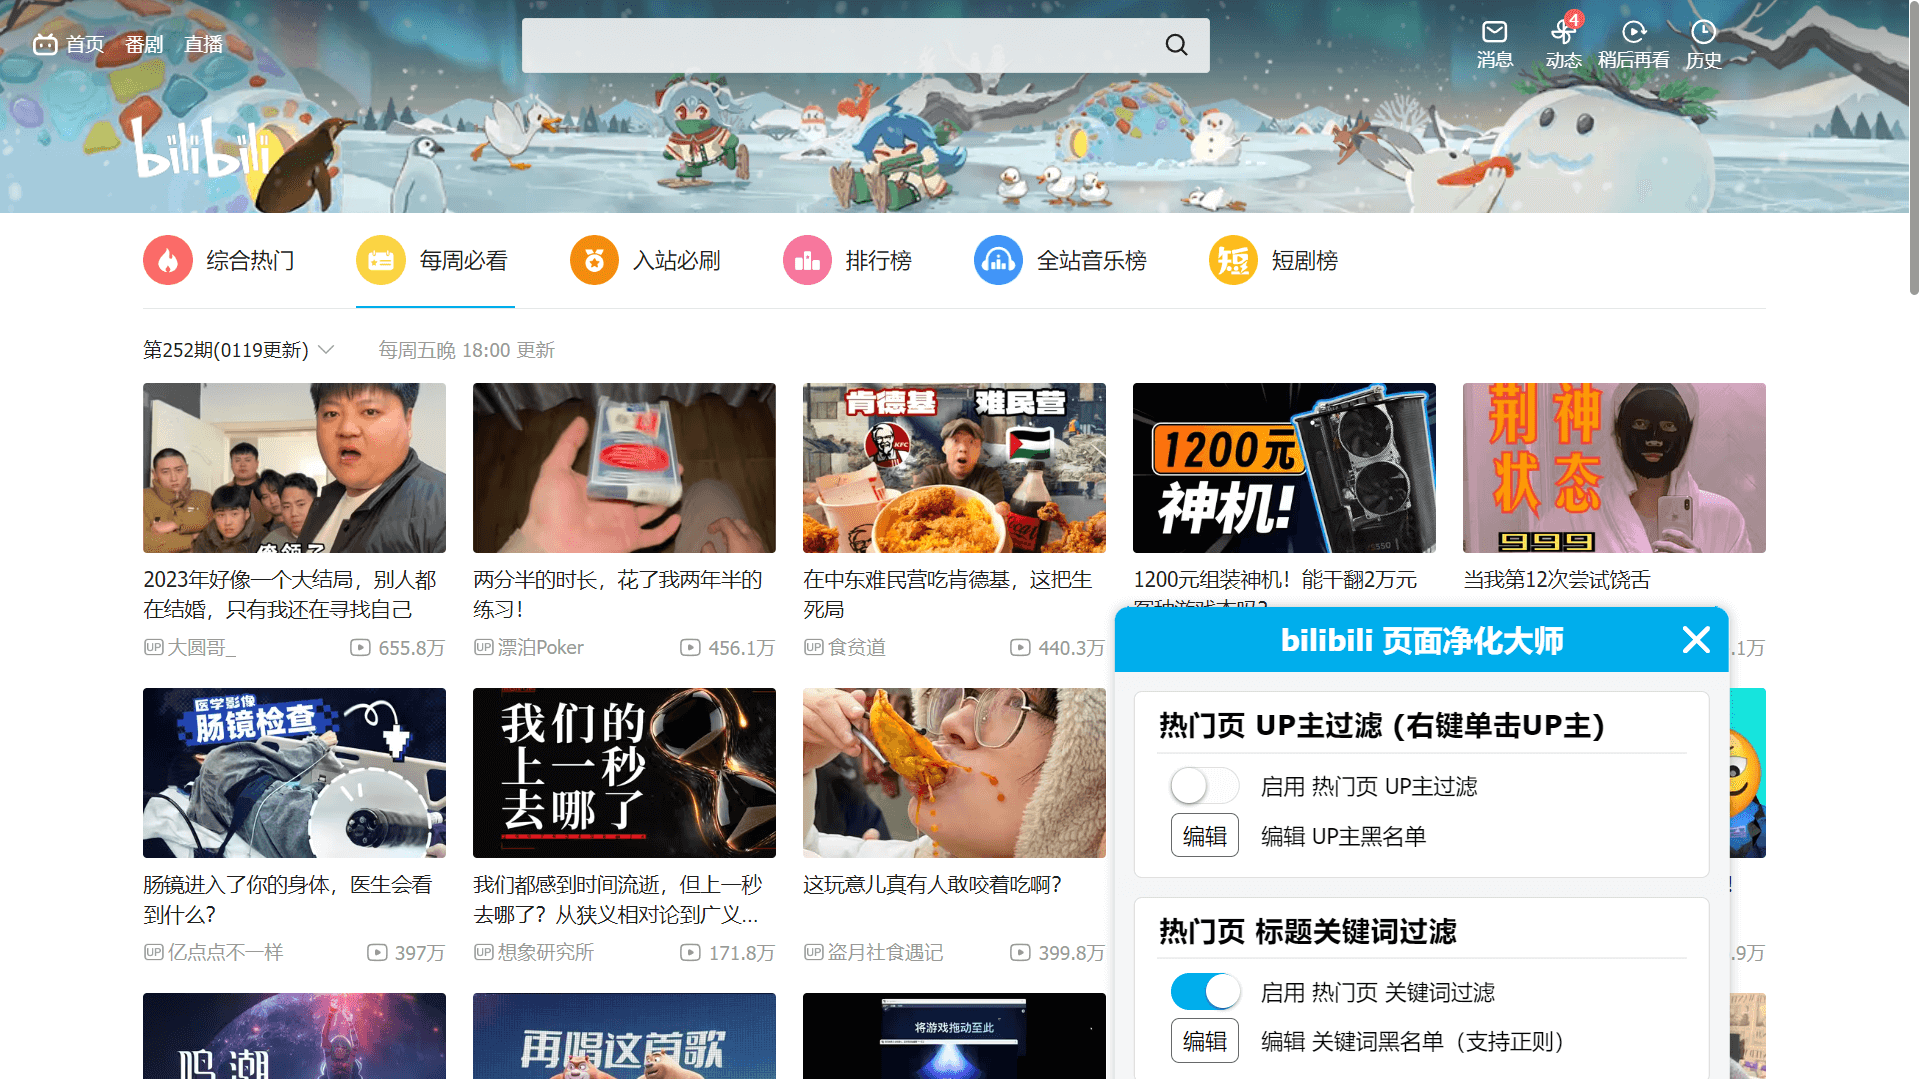 首页 番剧 直播
消息 动态 4 稍后再看 历史
bilibili
综合热门 每周必看 入站必刷 排行榜 全站音乐榜 短 短剧榜
第252期(0119更新) 每周五晚 18:00 更新
肯德基 难民营
KFC
1200元
神机!
荆神
状态
999
2023年好像一个大结局，别人都
在结婚，只有我还在寻找自己
UP 大圆哥_ 655.8万
两分半的时长，花了我两年半的
练习！
UP 漂泊Poker 456.1万
在中东难民营吃肯德基，这把生
死局
UP 食贫道 440.3万
1200元组装神机！能干翻2万元
当我第12次尝试饶舌
.1万
医学影像
肠镜检查
我们的
上一秒
去哪了
肠镜进入了你的身体，医生会看
到什么？
UP 亿点点不一样 397万
我们都感到时间流逝，但上一秒
去哪了？从狭义相对论到广义...
UP 想象研究所 171.8万
这玩意儿真有人敢咬着吃啊？
UP 盗月社食遇记 399.8万
.9万
鸣潮
再唱这首歌
将游戏拖动至此
bilibili 页面净化大师
热门页 UP主过滤 (右键单击UP主)
启用 热门页 UP主过滤
编辑 编辑 UP主黑名单
热门页 标题关键词过滤
启用 热门页 关键词过滤
编辑 编辑 关键词黑名单（支持正则）